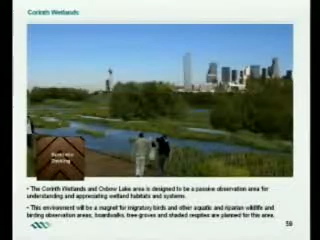 Corinth Wetlands
Decking
• The Corinth Wetlands and Oxbow Lake area is designed to be a passive observation area for
understanding and appreciating wetland habitats and systems.
• This environment will be a magnet for migratory birds and other aquatic and riparian wildlife and
birding observation areas, boardwalks, tree groves and shaded respites are planned for this area.
59